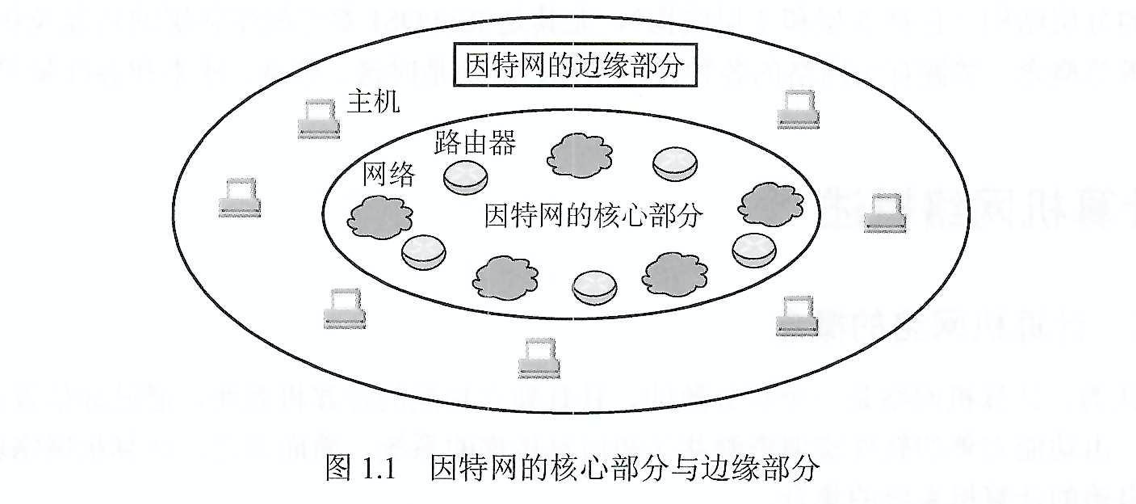 因特网的边缘部分
主机
路由器
网络
因特网的核心部分
图 1.1 因特网的核心部分与边缘部分